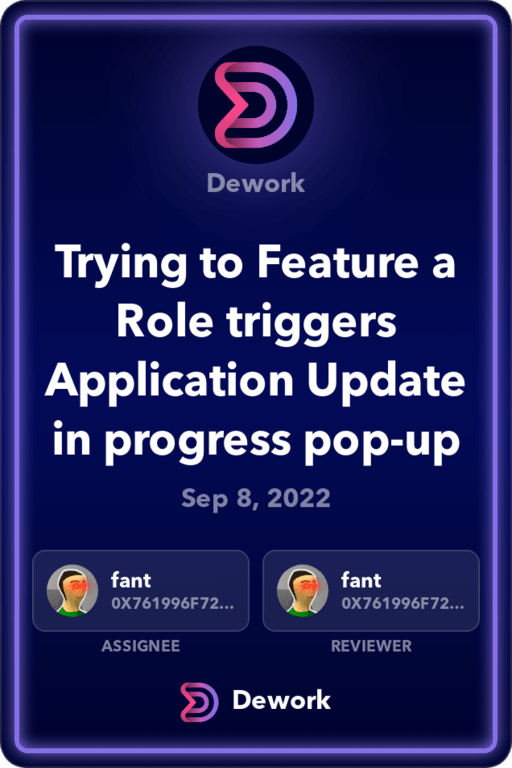 Dework
Trying to Feature a
Role triggers
Application Update
in progress pop-up
Sep 8, 2022
fant
0X761996F72...
ASSIGNEE
fant
0X761996F72...
REVIEWER
Dework